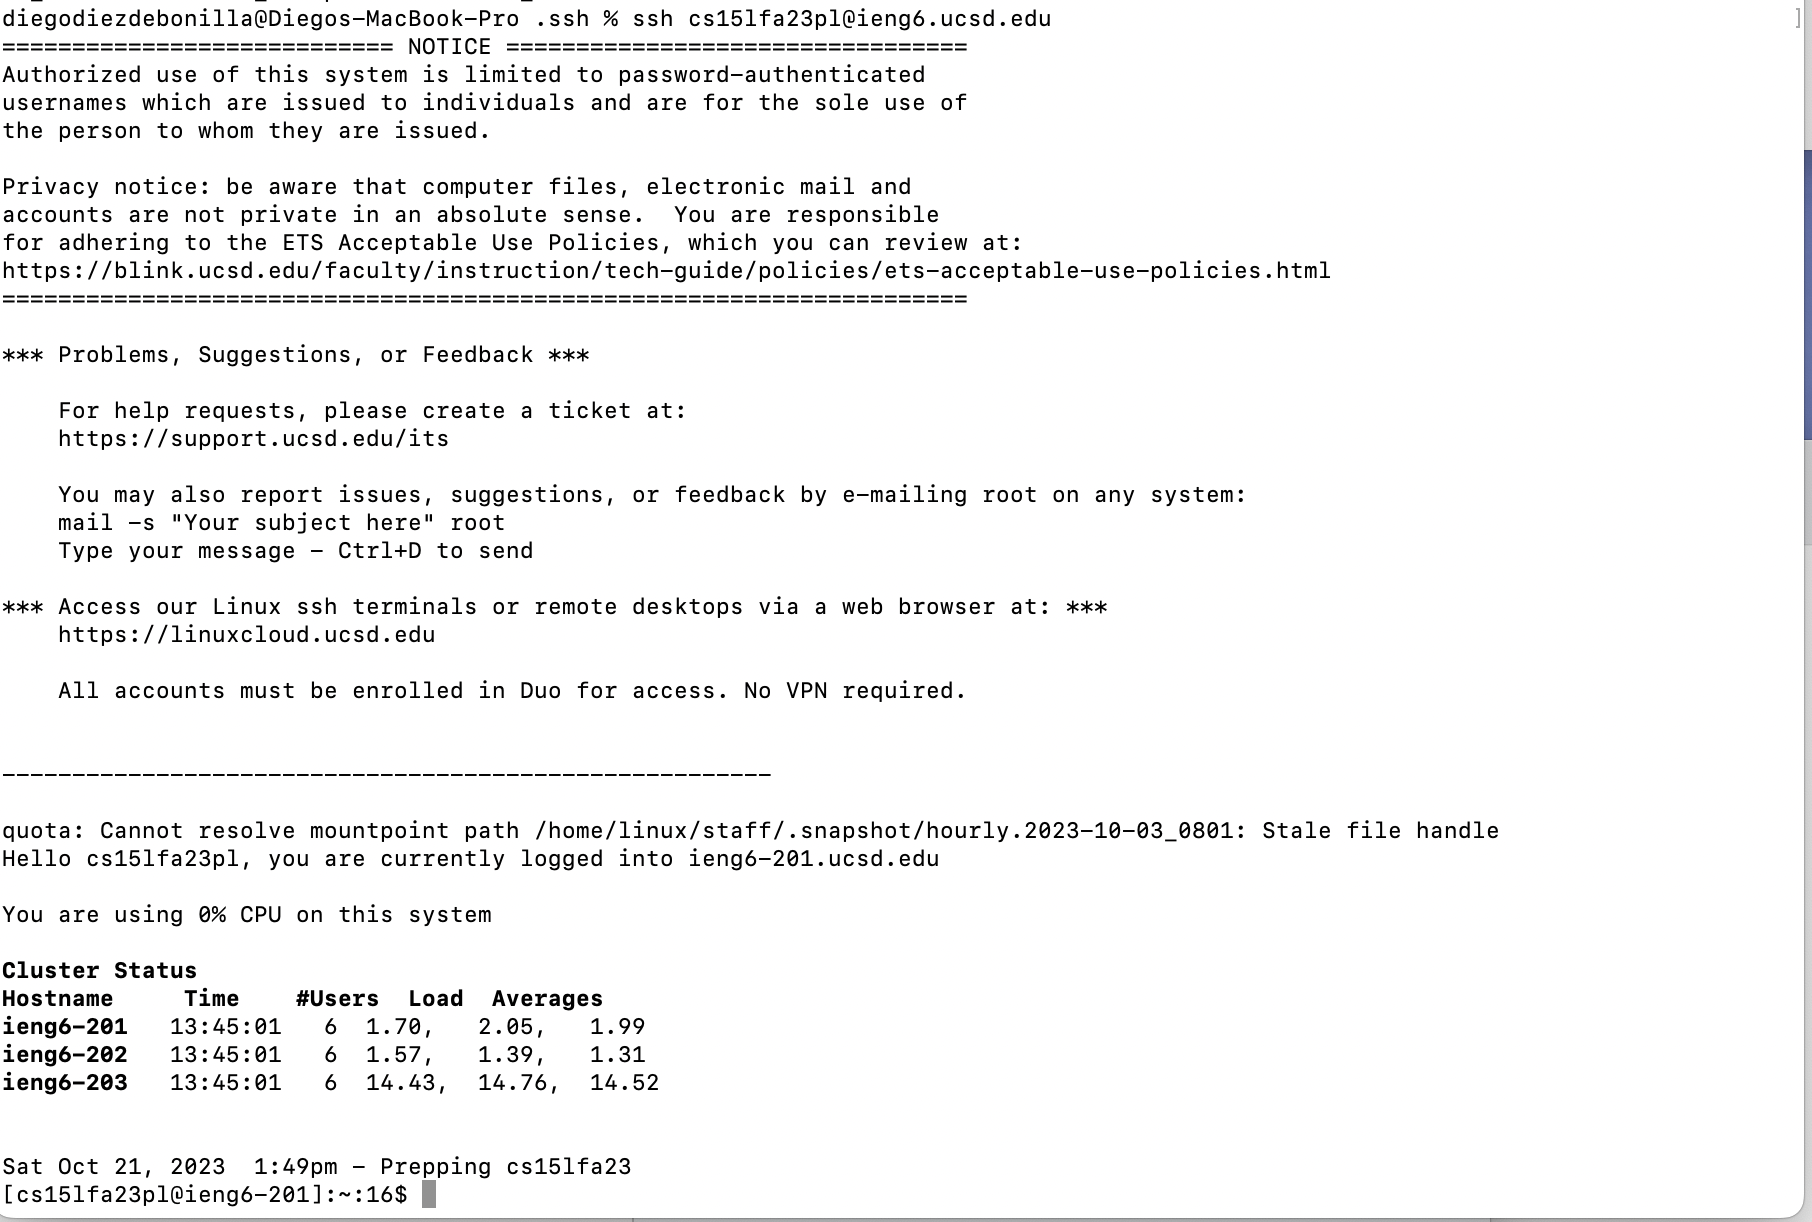 diegodiezdebonilla@Diegos-MacBook-Pro .ssh % ssh cs15lfa23pl@ieng6.ucsd.edu ]
============================ NOTICE =================================
Authorized use of this system is limited to password-authenticated
usernames which are issued to individuals and are for the sole use of
the person to whom they are issued.

Privacy notice: be aware that computer files, electronic mail and
accounts are not private in an absolute sense.  You are responsible
for adhering to the ETS Acceptable Use Policies, which you can review at:
https://blink.ucsd.edu/faculty/instruction/tech-guide/policies/ets-acceptable-use-policies.html
=====================================================================

*** Problems, Suggestions, or Feedback ***

    For help requests, please create a ticket at:
    https://support.ucsd.edu/its

    You may also report issues, suggestions, or feedback by e-mailing root on any system:
    mail -s "Your subject here" root
    Type your message - Ctrl+D to send

*** Access our Linux ssh terminals or remote desktops via a web browser at: ***
    https://linuxcloud.ucsd.edu

    All accounts must be enrolled in Duo for access. No VPN required.

-------------------------------------------------------

quota: Cannot resolve mountpoint path /home/linux/staff/.snapshot/hourly.2023-10-03_0801: Stale file handle
Hello cs15lfa23pl, you are currently logged into ieng6-201.ucsd.edu

You are using 0% CPU on this system

Cluster Status
Hostname     Time    #Users  Load  Averages
ieng6-201   13:45:01   6  1.70,   2.05,   1.99
ieng6-202   13:45:01   6  1.57,   1.39,   1.31
ieng6-203   13:45:01   6  14.43,  14.76,  14.52

Sat Oct 21, 2023  1:49pm - Prepping cs15lfa23
[cs15lfa23pl@ieng6-201]:~:16$